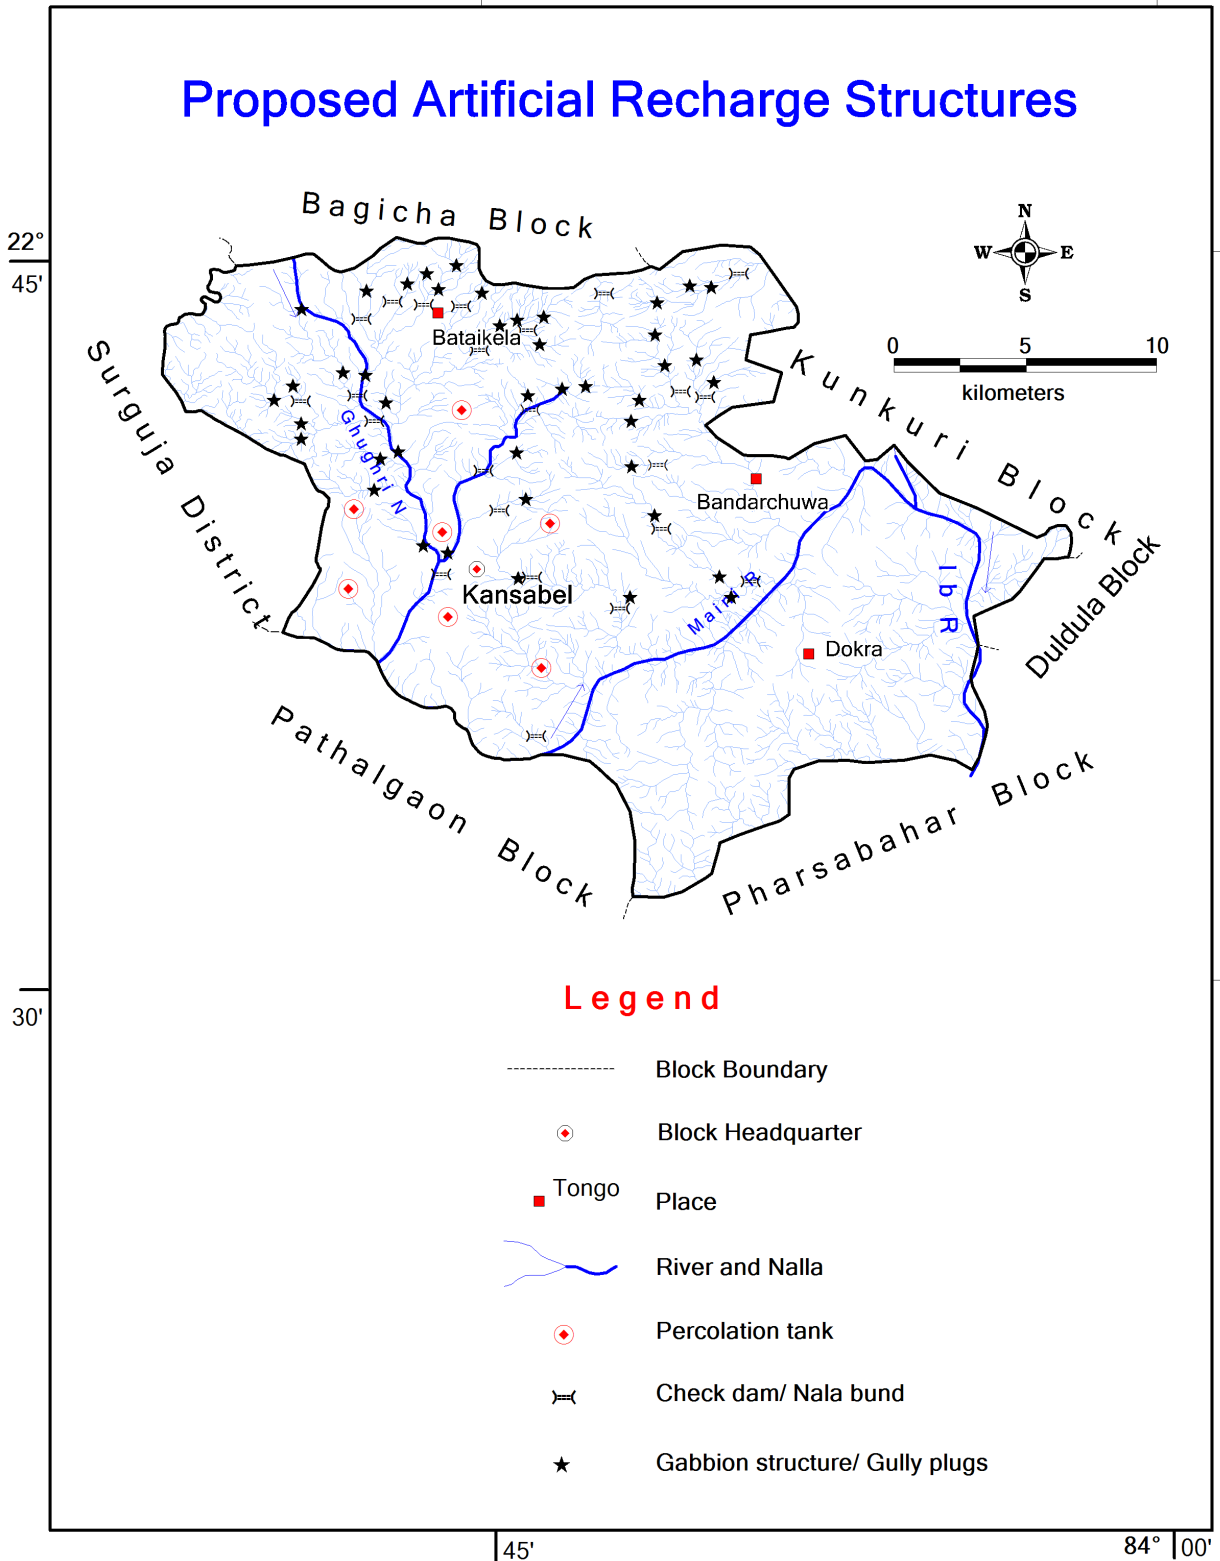 Proposed Artificial Recharge Structures
Bagicha Block
22°
45'
N
W E
S
Surguja District
Kunkuri Block
0 5 10
kilometers
Bataikela
Ghughri N
Bandarchuwa
Kansabel
Maini R
Ib R
Dokra
Duldula Block
Pathalgaon Block
Pharsabahar Block
30'
Legend
Block Boundary
Block Headquarter
Tongo
Place
River and Nalla
Percolation tank
Check dam/ Nala bund
Gabbion structure/ Gully plugs
45'
84° 00'